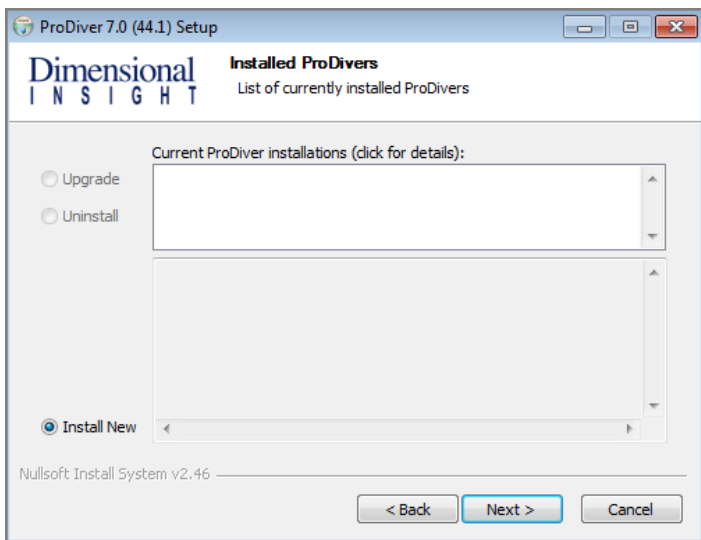 ProDiver 7.0 (44.1) Setup
Dimensional
INSIGHT
Installed ProDivers
List of currently installed ProDivers
Current ProDiver installations (click for details):
Upgrade
Uninstall
Install New
Nullsoft Install System v2.46
< Back
Next >
Cancel